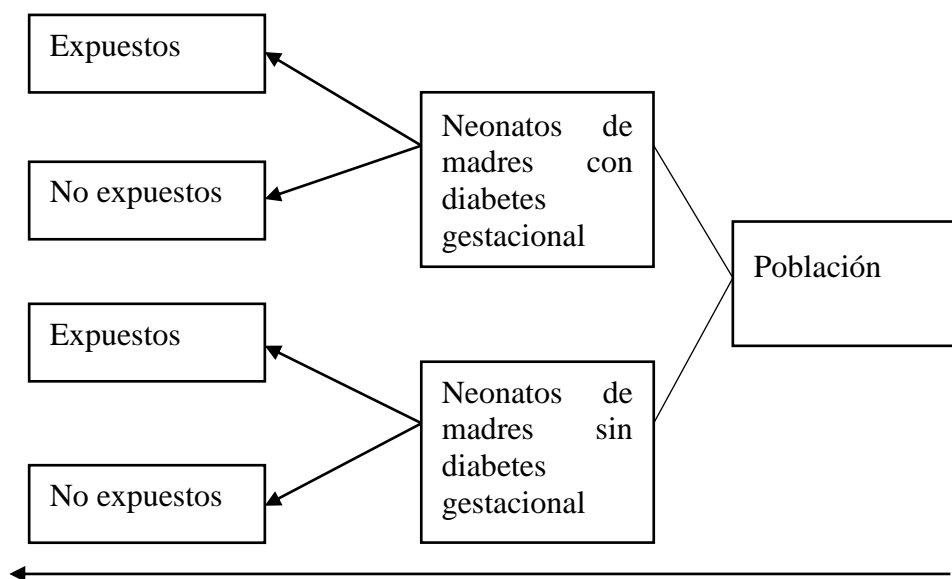 Expuestos
No expuestos
Expuestos
No expuestos
Neonatos de
madres con
diabetes
gestacional
Neonatos de
madres sin
diabetes
gestacional
Población